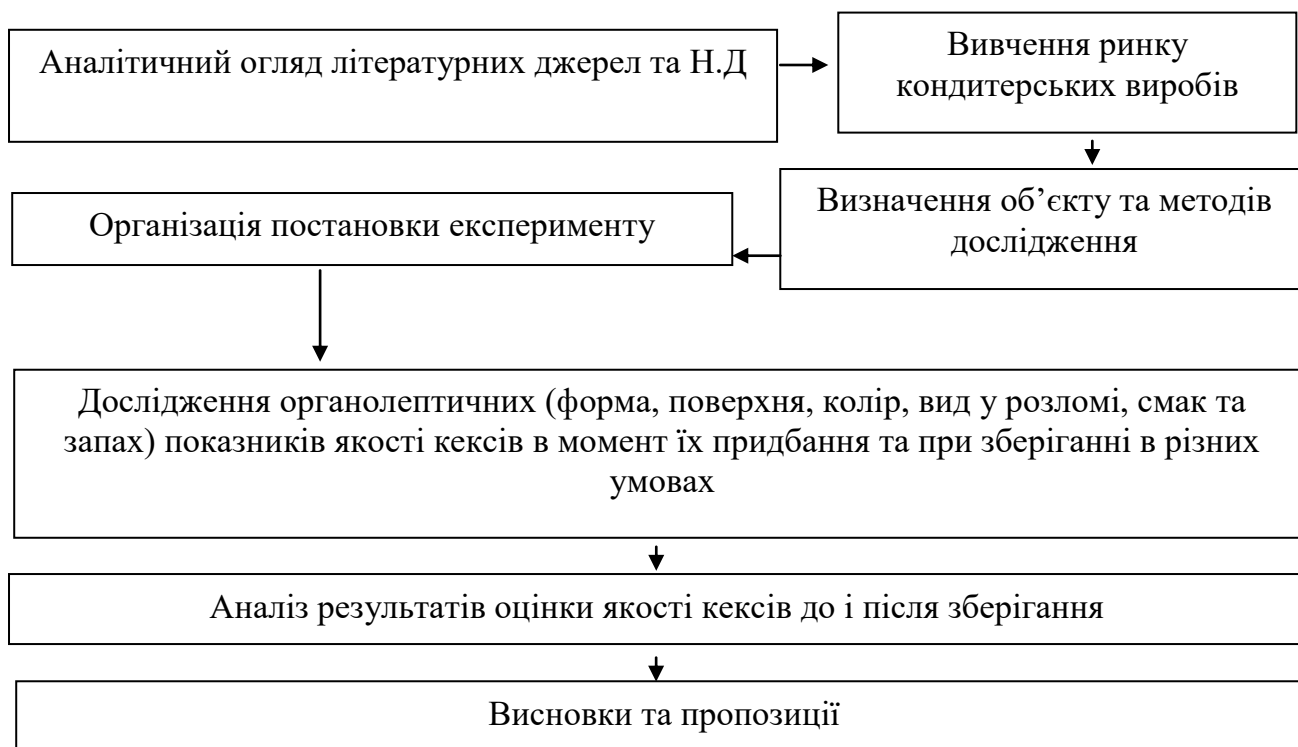 Аналітичний огляд літературних джерел та Н.Д
Вивчення ринку
кондитерських виробів
Визначення об’єкту та методів
дослідження
Організація постановки експерименту
Дослідження органолептичних (форма, поверхня, колір, вид у розломі, смак та
запах) показників якості кексів в момент їх придбання та при зберіганні в різних
умовах
Аналіз результатів оцінки якості кексів до і після зберігання
Висновки та пропозиції